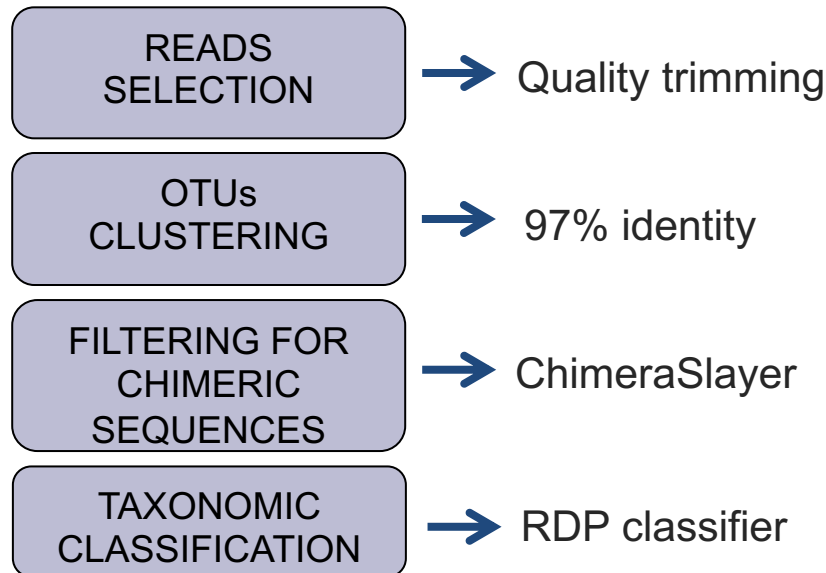 READS
SELECTION
Quality trimming
OTUs
CLUSTERING
97% identity
FILTERING FOR
CHIMERIC
SEQUENCES
ChimeraSlayer
TAXONOMIC
CLASSIFICATION
RDP classifier